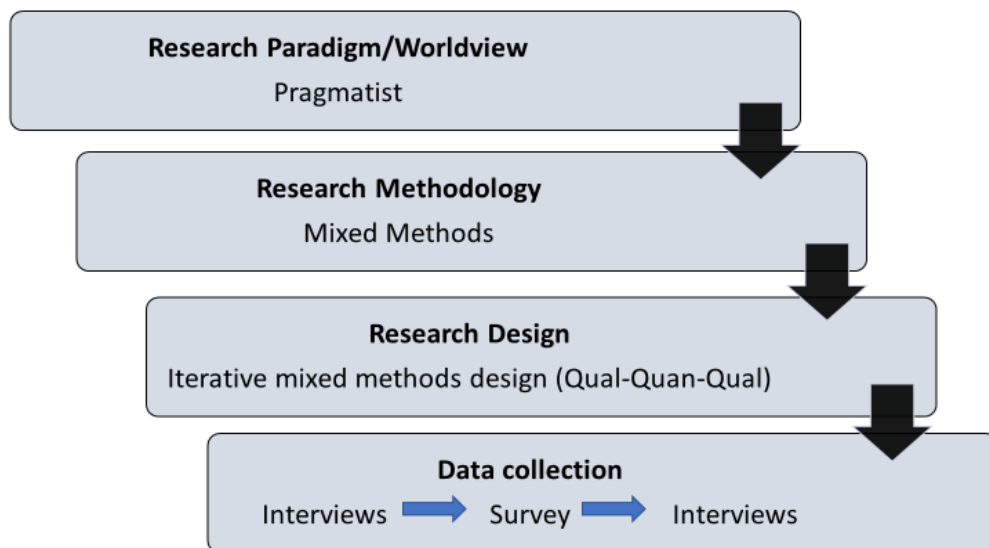 Research Paradigm/Worldview
Pragmatist
Research Methodology
Mixed Methods
Research Design
Iterative mixed methods design (Qual-Quan-Qual)
Data collection
Interviews Survey Interviews